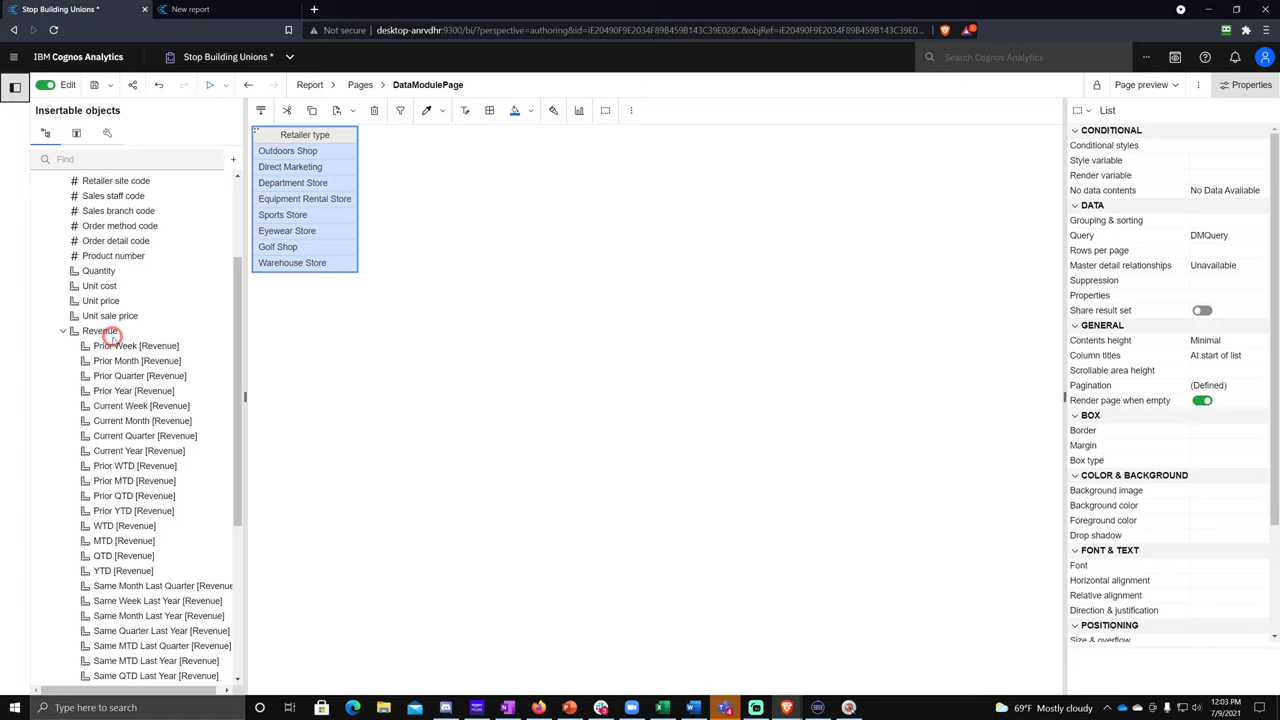 Stop Building Unions *
New report
Not secure | desktop-anrvdhr:9300/bi/?perspective=authoring&id=iE20490F9E2034F89B459B143C39E028C&objRef=iE20490F9E2034F89B459B143C39E0...
IBM Cognos Analytics
Stop Building Unions *
Search Cognos Analytics
Edit
Report
Pages
DataModulePage
Page preview
Properties
Insertable objects
Find
Retailer site code
Sales staff code
Sales branch code
Order method code
Order detail code
Product number
Quantity
Unit cost
Unit price
Unit sale price
Revenue
Prior Week [Revenue]
Prior Month [Revenue]
Prior Quarter [Revenue]
Prior Year [Revenue]
Current Week [Revenue]
Current Month [Revenue]
Current Quarter [Revenue]
Current Year [Revenue]
Prior WTD [Revenue]
Prior MTD [Revenue]
Prior QTD [Revenue]
Prior YTD [Revenue]
WTD [Revenue]
MTD [Revenue]
QTD [Revenue]
YTD [Revenue]
Same Month Last Quarter [Revenue
Same Week Last Year [Revenue]
Same Month Last Year [Revenue]
Same Quarter Last Year [Revenue]
Same MTD Last Quarter [Revenue]
Same MTD Last Year [Revenue]
Same QTD Last Year [Revenue]
Retailer type
Outdoors Shop
Direct Marketing
Department Store
Equipment Rental Store
Sports Store
Eyewear Store
Golf Shop
Warehouse Store
List
CONDITIONAL
Conditional styles
Style variable
Render variable
No data contents No Data Available
DATA
Grouping & sorting
Query DMQuery
Rows per page
Master detail relationships Unavailable
Suppression
Properties
Share result set
GENERAL
Contents height Minimal
Column titles At start of list
Scrollable area height
Pagination (Defined)
Render page when empty
BOX
Border
Margin
Box type
COLOR & BACKGROUND
Background image
Background color
Foreground color
Drop shadow
FONT & TEXT
Font
Horizontal alignment
Relative alignment
Direction & justification
POSITIONING
Size & overflow
Type here to search
69°F Mostly cloudy
12:03 PM
7/9/2021